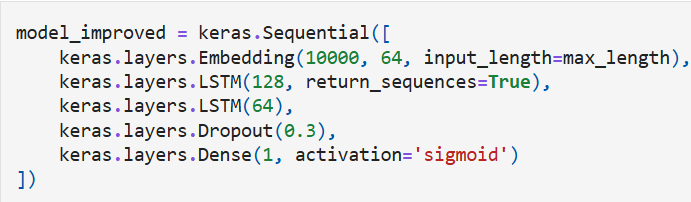 model_improved = keras.Sequential([
    keras.layers.Embedding(10000, 64, input_length=max_length),
    keras.layers.LSTM(128, return_sequences=True),
    keras.layers.LSTM(64),
    keras.layers.Dropout(0.3),
    keras.layers.Dense(1, activation='sigmoid')
])